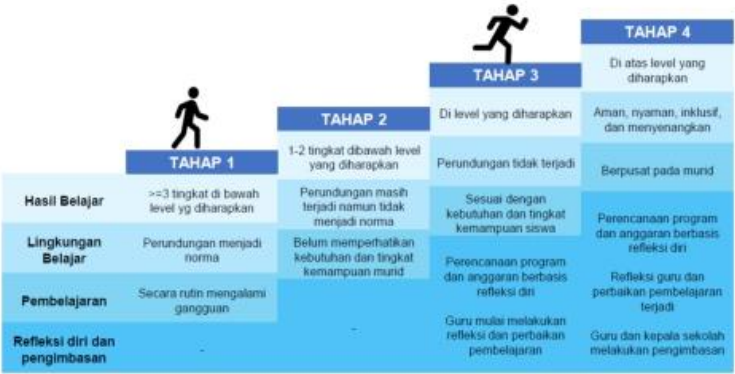 TAHAP 1
TAHAP 2
TAHAP 3
TAHAP 4
Hasil Belajar
>=3 tingkat di bawah
level yg diharapkan
1-2 tingkat dibawah level
yang diharapkan
Di level yang diharapkan
Di atas level yang
diharapkan
Lingkungan
Belajar
Perundungan menjadi
norma
Perundungan masih
terjadi namun tidak
menjadi norma
Perundungan tidak terjadi
Aman, nyaman, inklusif,
dan menyenangkan
Pembelajaran
Secara rutin mengalami
gangguan
Belum memperhatikan
kebutuhan dan tingkat
kemampuan murid
Sesuai dengan
kebutuhan dan tingkat
kemampuan siswa
Berpusat pada murid
Refleksi diri dan
pengimbasan
-
-
Perencanaan program
dan anggaran berbasis
refleksi diri
Guru mulai melakukan
refleksi dan perbaikan
pembelajaran
Perencanaan program
dan anggaran berbasis
refleksi diri
Refleksi guru dan
perbaikan pembelajaran
terjadi
Guru dan kepala sekolah
melakukan pengimbasan